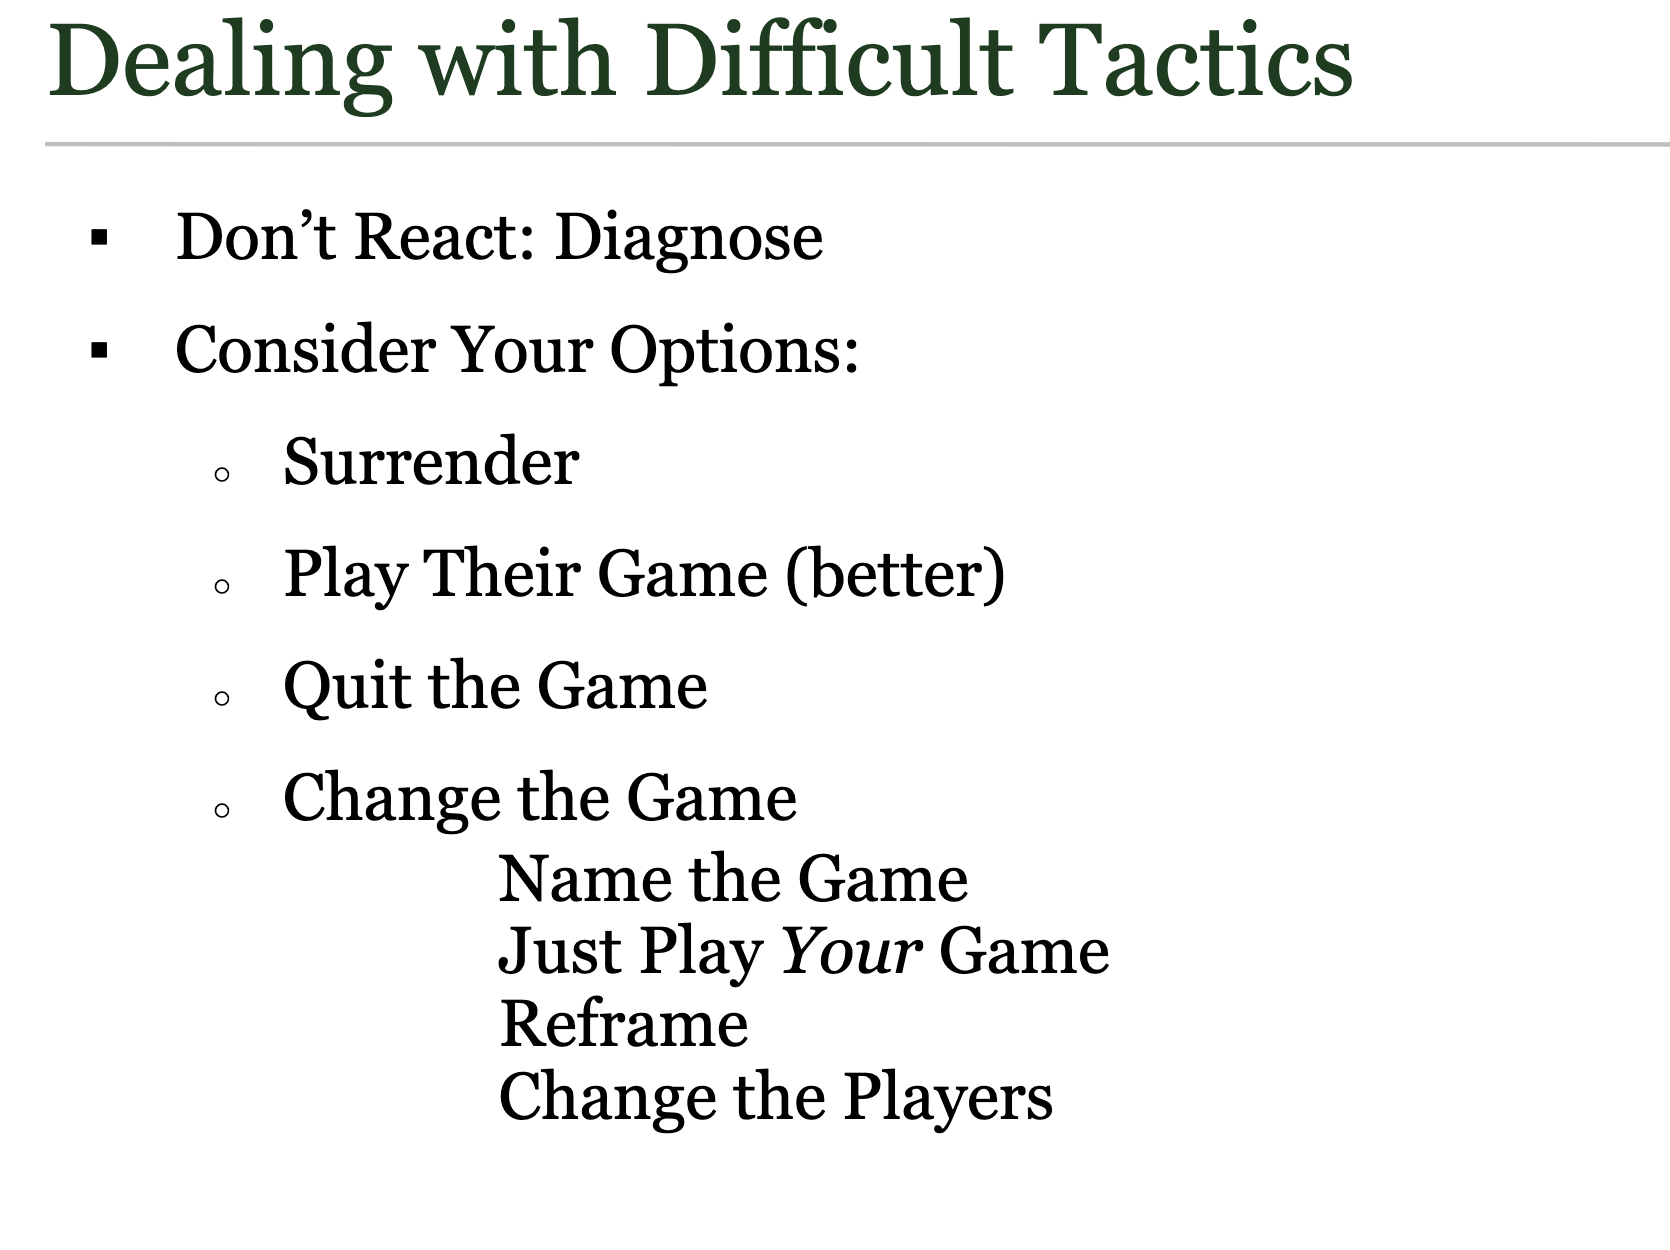 Dealing with Difficult Tactics
▪ Don’t React: Diagnose
▪ Consider Your Options:
○ Surrender
○ Play Their Game (better)
○ Quit the Game
○ Change the Game
Name the Game
Just Play Your Game
Reframe
Change the Players